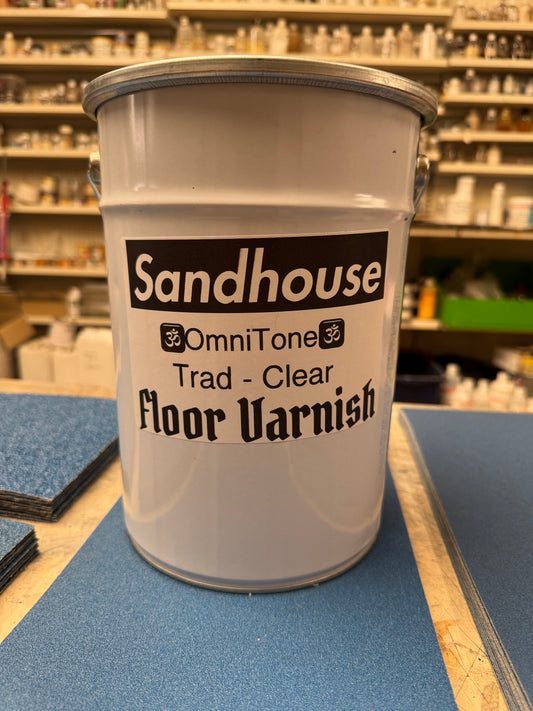 Sandhouse
🕉OmniTone🕉
Trad - Clear
Floor Varnish